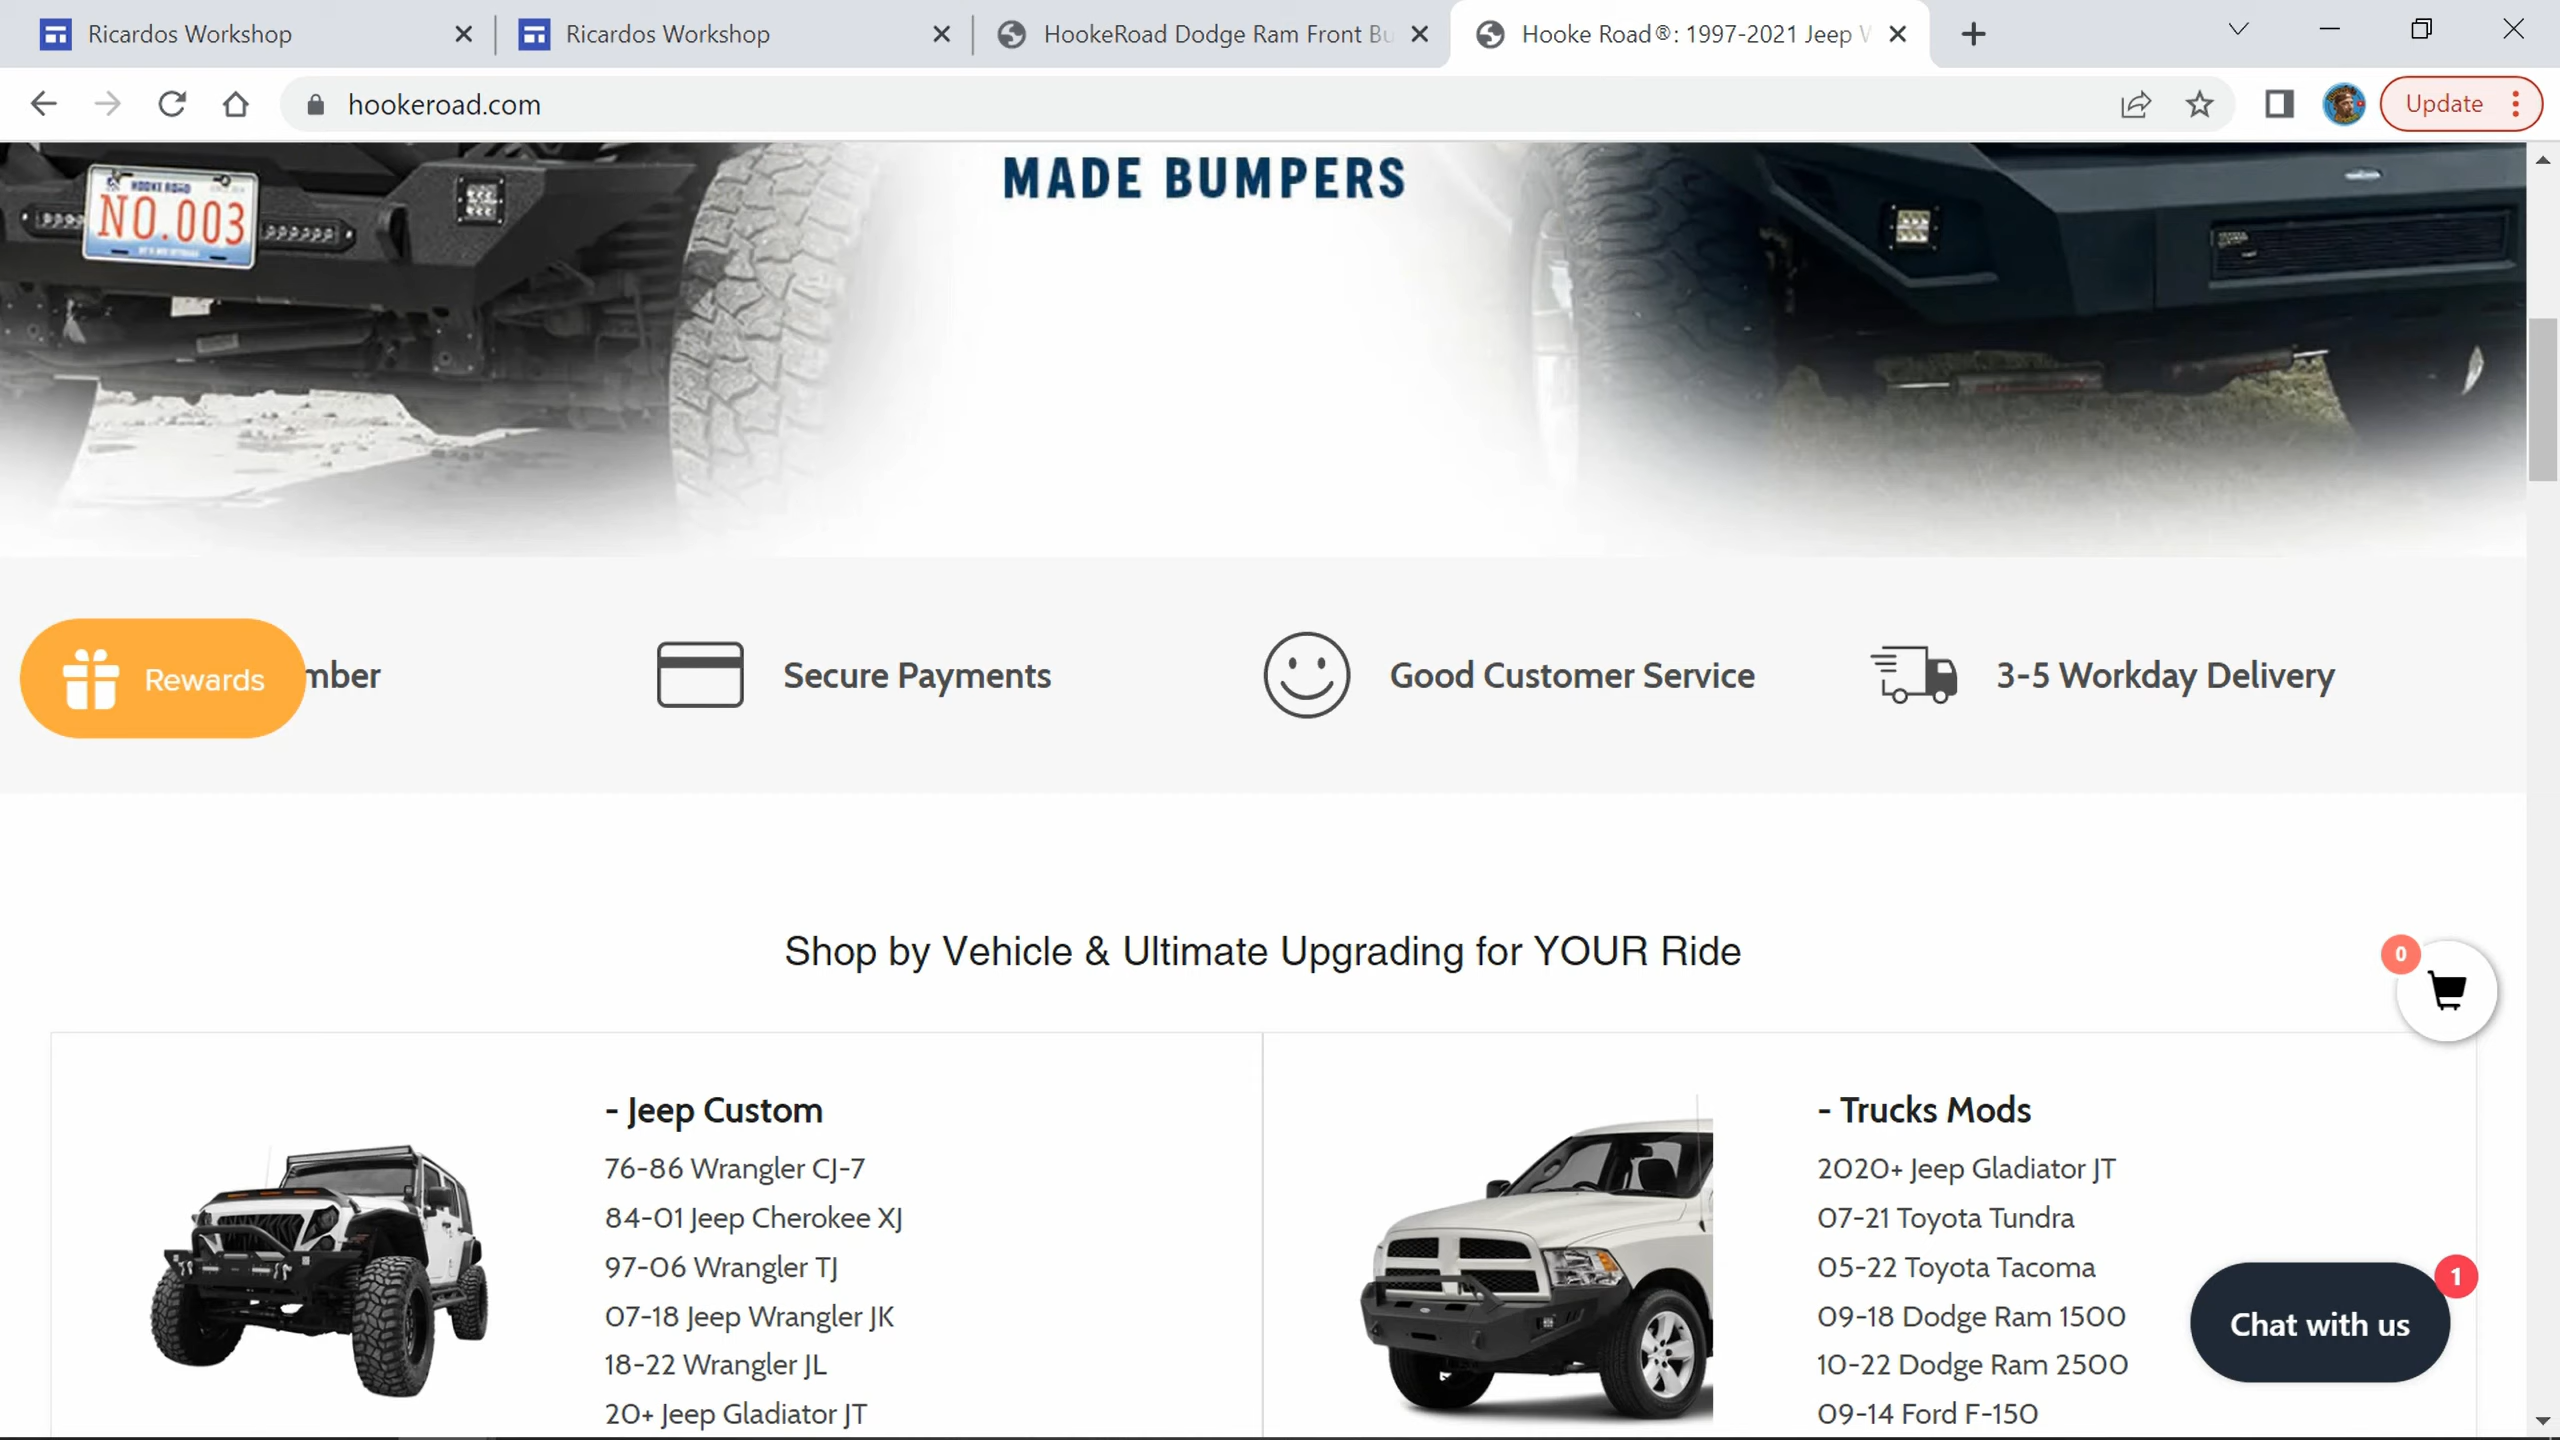 Ricardos Workshop
Ricardos Workshop
HookeRoad Dodge Ram Front Bu
Hooke Road®: 1997-2021 Jeep W
hookeroad.com
Update
HOOKE ROAD
NO.003
MADE BUMPERS
Rewards
mber
Secure Payments
Good Customer Service
3-5 Workday Delivery
Shop by Vehicle & Ultimate Upgrading for YOUR Ride
0
- Jeep Custom
76-86 Wrangler CJ-7
84-01 Jeep Cherokee XJ
97-06 Wrangler TJ
07-18 Jeep Wrangler JK
18-22 Wrangler JL
20+ Jeep Gladiator JT
- Trucks Mods
2020+ Jeep Gladiator JT
07-21 Toyota Tundra
05-22 Toyota Tacoma
09-18 Dodge Ram 1500
10-22 Dodge Ram 2500
09-14 Ford F-150
1
Chat with us